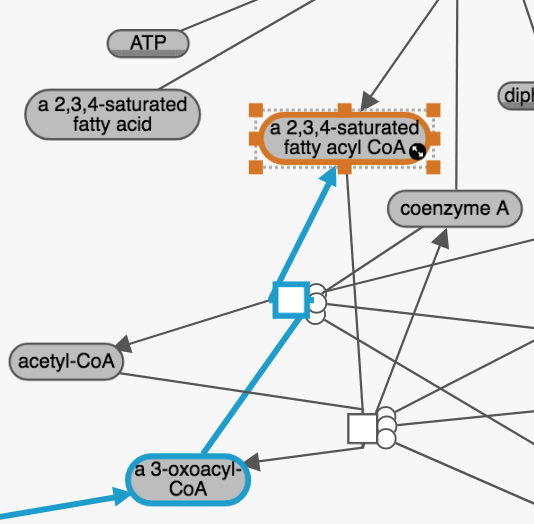 ATP
a 2,3,4-saturated
fatty acid
a 2,3,4-saturated
fatty acyl CoA
diph
coenzyme A
acetyl-CoA
a 3-oxoacyl-
CoA